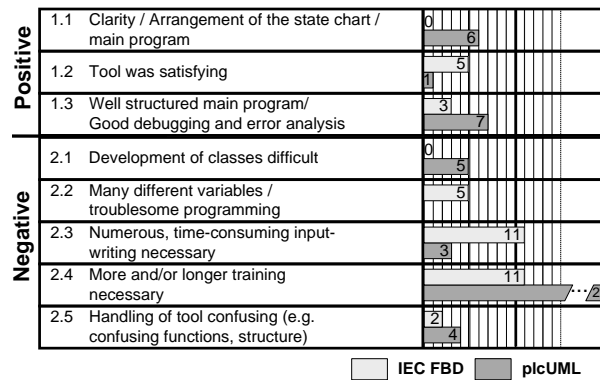 Positive
1.1 Clarity / Arrangement of the state chart /
main program
0
6
1.2 Tool was satisfying
5
1
1.3 Well structured main program/
Good debugging and error analysis
3
7
Negative
2.1 Development of classes difficult
0
5
2.2 Many different variables /
troublesome programming
5
2.3 Numerous, time-consuming input-
writing necessary
11
3
2.4 More and/or longer training
necessary
11
...
2.5 Handling of tool confusing (e.g.
confusing functions, structure)
2
4
IEC FBD
plcUML